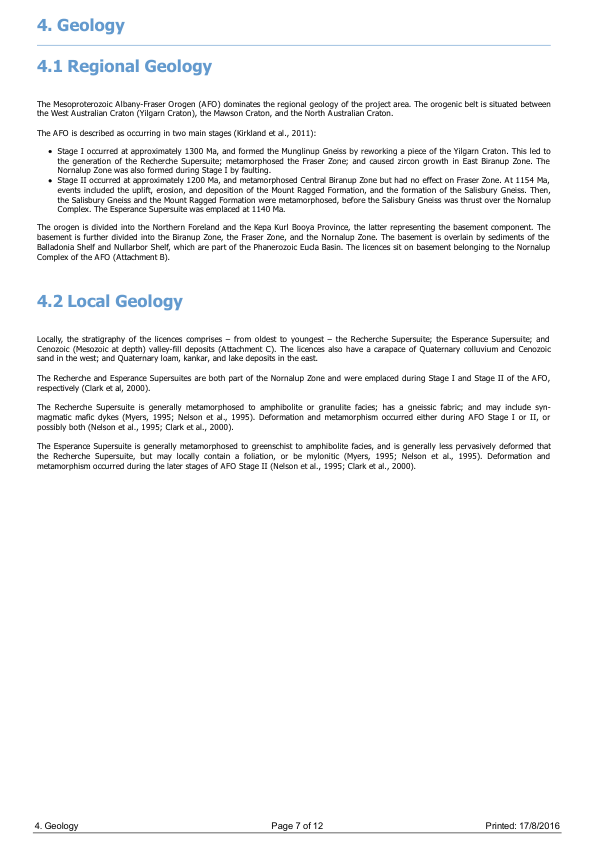 4. Geology
4.1 Regional Geology
The Mesoproterozoic Albany-Fraser Orogen (AFO) dominates the regional geology of the project area. The orogenic belt is situated between
the West Australian Craton (Yilgarn Craton), the Mawson Craton, and the North Australian Craton.
The AFO is described as occurring in two main stages (Kirkland et al., 2011):
• Stage I occurred at approximately 1300 Ma, and formed the Munglinup Gneiss by reworking a piece of the Yilgarn Craton. This led to
the generation of the Recherche Supersuite; metamorphosed the Fraser Zone; and caused zircon growth in East Biranup Zone. The
Nornalup Zone was also formed during Stage I by faulting.
• Stage II occurred at approximately 1200 Ma, and metamorphosed Central Biranup Zone but had no effect on Fraser Zone. At 1154 Ma,
events included the uplift, erosion, and deposition of the Mount Ragged Formation, and the formation of the Salisbury Gneiss. Then,
the Salisbury Gneiss and the Mount Ragged Formation were metamorphosed, before the Salisbury Gneiss was thrust over the Nornalup
Complex. The Esperance Supersuite was emplaced at 1140 Ma.
The orogen is divided into the Northern Foreland and the Kepa Kurl Booya Province, the latter representing the basement component. The
basement is further divided into the Biranup Zone, the Fraser Zone, and the Nornalup Zone. The basement is overlain by sediments of the
Balladonia Shelf and Nullarbor Shelf, which are part of the Phanerozoic Eucla Basin. The licences sit on basement belonging to the Nornalup
Complex of the AFO (Attachment B).
4.2 Local Geology
Locally, the stratigraphy of the licences comprises – from oldest to youngest – the Recherche Supersuite; the Esperance Supersuite; and
Cenozoic (Mesozoic at depth) valley-fill deposits (Attachment C). The licences also have a carapace of Quaternary colluvium and Cenozoic
sand in the west; and Quaternary loam, kankar, and lake deposits in the east.
The Recherche and Esperance Supersuites are both part of the Nornalup Zone and were emplaced during Stage I and Stage II of the AFO,
respectively (Clark et al, 2000).
The Recherche Supersuite is generally metamorphosed to amphibolite or granulite facies; has a gneissic fabric; and may include syn-
magmatic mafic dykes (Myers, 1995; Nelson et al., 1995). Deformation and metamorphism occurred either during AFO Stage I or II, or
possibly both (Nelson et al., 1995; Clark et al., 2000).
The Esperance Supersuite is generally metamorphosed to greenschist to amphibolite facies, and is generally less pervasively deformed that
the Recherche Supersuite, but may locally contain a foliation, or be mylonitic (Myers, 1995; Nelson et al., 1995). Deformation and
metamorphism occurred during the later stages of AFO Stage II (Nelson et al., 1995; Clark et al., 2000).
4. Geology
Page 7 of 12
Printed: 17/8/2016